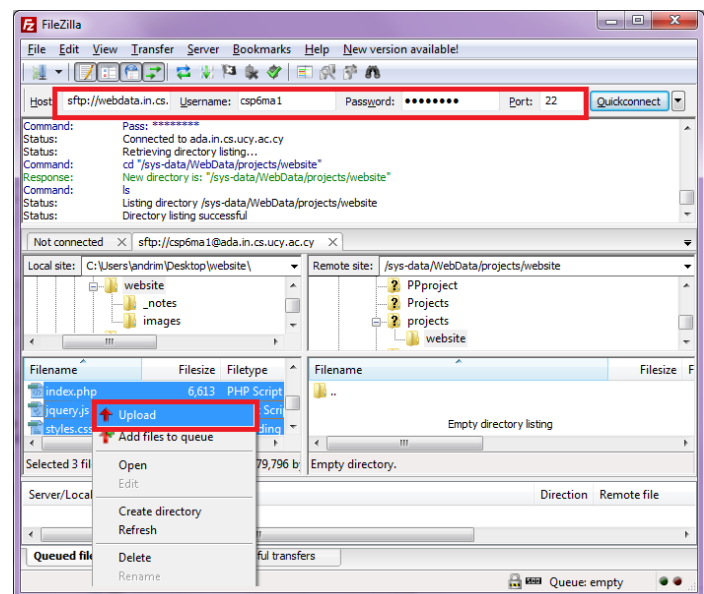 FileZilla
File Edit View Transfer Server Bookmarks Help New version available!
Host: sftp://webdata.in.cs. Username: csp6ma1 Password: ●●●●●●●● Port: 22 Quickconnect
Command: Pass: ********
Status: Connected to ada.in.cs.ucy.ac.cy
Status: Retrieving directory listing...
Command: cd "/sys-data/WebData/projects/website"
Response: New directory is: "/sys-data/WebData/projects/website"
Command: ls
Status: Listing directory /sys-data/WebData/projects/website
Status: Directory listing successful
Not connected sftp://csp6ma1@ada.in.cs.ucy.ac.cy
Local site: C:\Users\andrim\Desktop\website\ Remote site: /sys-data/WebData/projects/website
website
_notes
images
PPproject
Projects
projects
website
Filename Filesize Filetype Filename Filesize F
index.php 6,613 PHP Script ..
jquery.js Scri
styles.css ding
Empty directory listing
Selected 3 fil 79,796 b Empty directory.
Upload
Add files to queue
Open
Edit
Create directory
Refresh
Delete
Rename
Server/Local Direction Remote file
Queued file ful transfers
Queue: empty